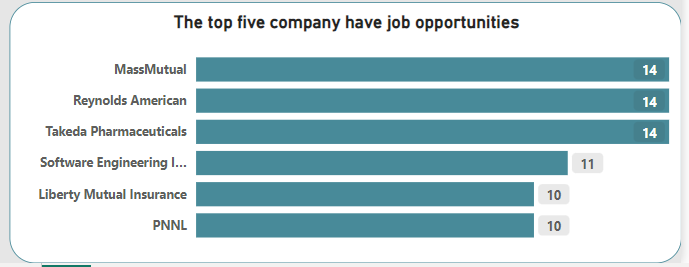 The top five company have job opportunities
MassMutual 14
Reynolds American 14
Takeda Pharmaceuticals 14
Software Engineering I... 11
Liberty Mutual Insurance 10
PNNL 10